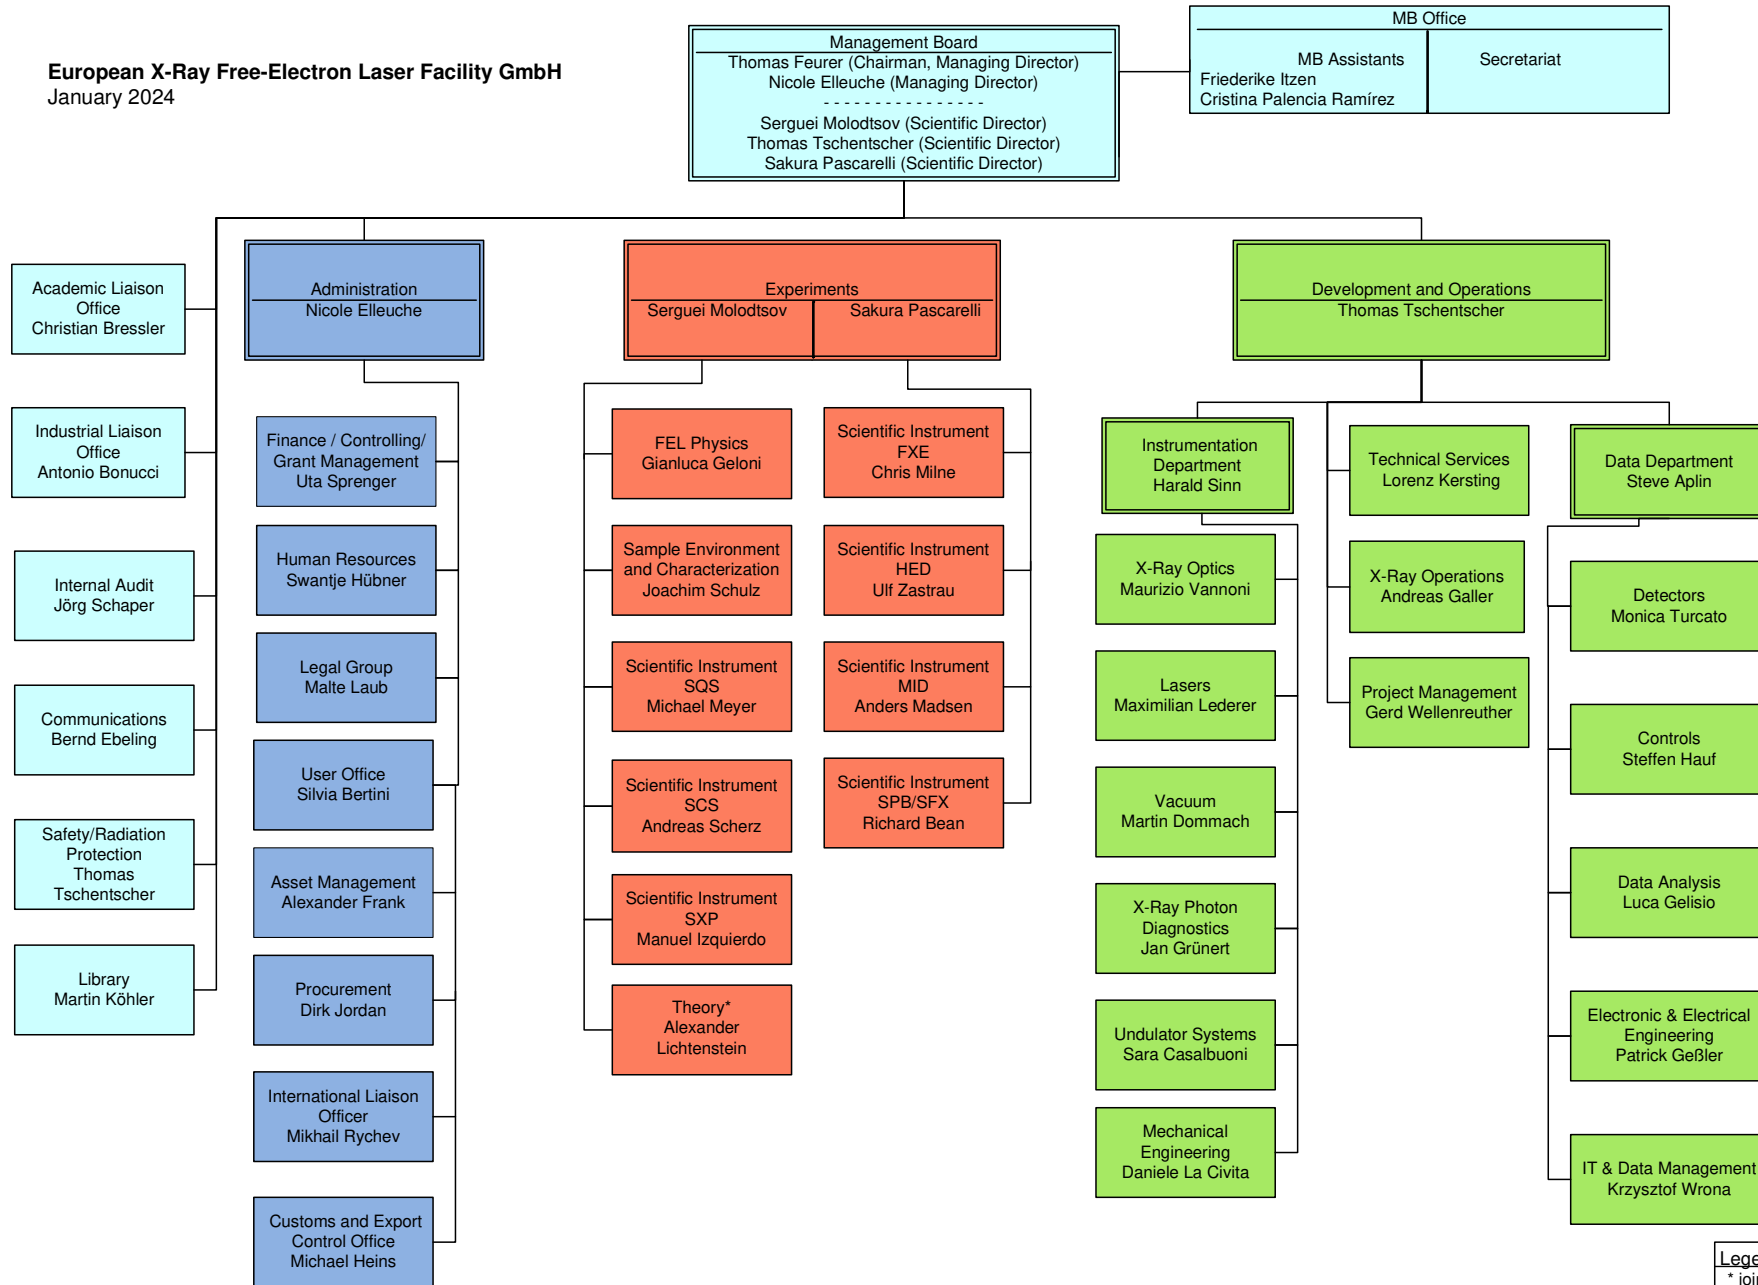 European X-Ray Free-Electron Laser Facility GmbH
January 2024
Management Board
Thomas Feurer (Chairman, Managing Director)
Nicole Elleuche (Managing Director)
- - - - - - - - - - - - - - - -
Serguei Molodtsov (Scientific Director)
Thomas Tschentscher (Scientific Director)
Sakura Pascarelli (Scientific Director)
MB Office
MB Assistants
Friederike Itzen
Cristina Palencia Ramírez
Secretariat
Academic Liaison
Office
Christian Bressler
Industrial Liaison
Office
Antonio Bonucci
Internal Audit
Jörg Schaper
Communications
Bernd Ebeling
Safety/Radiation
Protection
Thomas
Tschentscher
Library
Martin Köhler
Administration
Nicole Elleuche
Finance / Controlling/
Grant Management
Uta Sprenger
Human Resources
Swantje Hübner
Legal Group
Malte Laub
User Office
Silvia Bertini
Asset Management
Alexander Frank
Procurement
Dirk Jordan
International Liaison
Officer
Mikhail Rychev
Customs and Export
Control Office
Michael Heins
Experiments
Serguei Molodtsov
Sakura Pascarelli
FEL Physics
Gianluca Geloni
Sample Environment
and Characterization
Joachim Schulz
Scientific Instrument
SQS
Michael Meyer
Scientific Instrument
SCS
Andreas Scherz
Scientific Instrument
SXP
Manuel Izquierdo
Theory*
Alexander
Lichtenstein
Scientific Instrument
FXE
Chris Milne
Scientific Instrument
HED
Ulf Zastrau
Scientific Instrument
MID
Anders Madsen
Scientific Instrument
SPB/SFX
Richard Bean
Development and Operations
Thomas Tschentscher
Instrumentation
Department
Harald Sinn
X-Ray Optics
Maurizio Vannoni
Lasers
Maximilian Lederer
Vacuum
Martin Dommach
X-Ray Photon
Diagnostics
Jan Grünert
Undulator Systems
Sara Casalbuoni
Mechanical
Engineering
Daniele La Civita
Technical Services
Lorenz Kersting
X-Ray Operations
Andreas Galler
Project Management
Gerd Wellenreuther
Data Department
Steve Aplin
Detectors
Monica Turcato
Controls
Steffen Hauf
Data Analysis
Luca Gelisio
Electronic & Electrical
Engineering
Patrick Geßler
IT & Data Management
Krzysztof Wrona